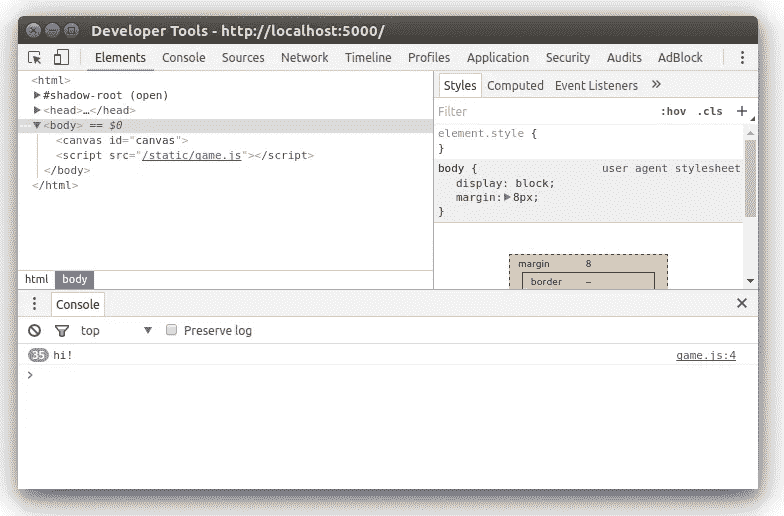 Developer Tools - http://localhost:5000/
Elements Console Sources Network Timeline Profiles Application Security Audits AdBlock
<html>
▶#shadow-root (open)
▶<head>…</head>
▼<body> == $0
<canvas id="canvas">
<script src="/static/game.js"></script>
</body>
</html>
html body
Styles Computed Event Listeners »
Filter :hov .cls +
element.style {
}
body { user agent stylesheet
display: block;
margin:▶8px;
}
margin 8
border –
Console
top ▼ Preserve log
35 hi! game.js:4
>